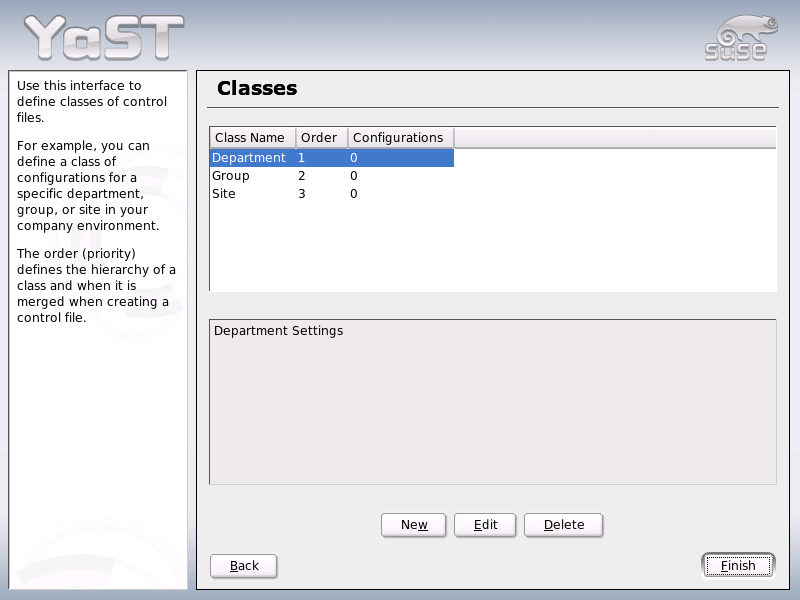 YaST
suse
Use this interface to
define classes of control
files.
For example, you can
define a class of
configurations for a
specific department,
group, or site in your
company environment.
The order (priority)
defines the hierarchy of a
class and when it is
merged when creating a
control file.
Classes
Class Name Order Configurations
Department 1 0
Group 2 0
Site 3 0
Department Settings
New Edit Delete
Back Finish